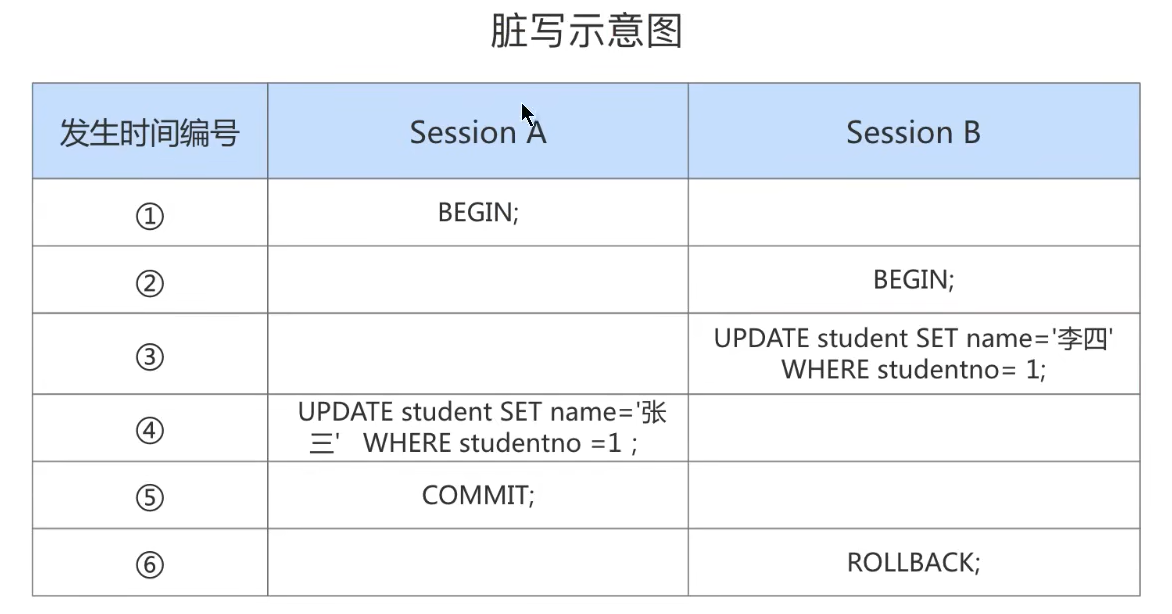 脏写示意图
发生时间编号 Session A Session B
① BEGIN;
② BEGIN;
③ UPDATE student SET name='李四'
WHERE studentno= 1;
④ UPDATE student SET name='张
三' WHERE studentno =1 ;
⑤ COMMIT;
⑥ ROLLBACK;